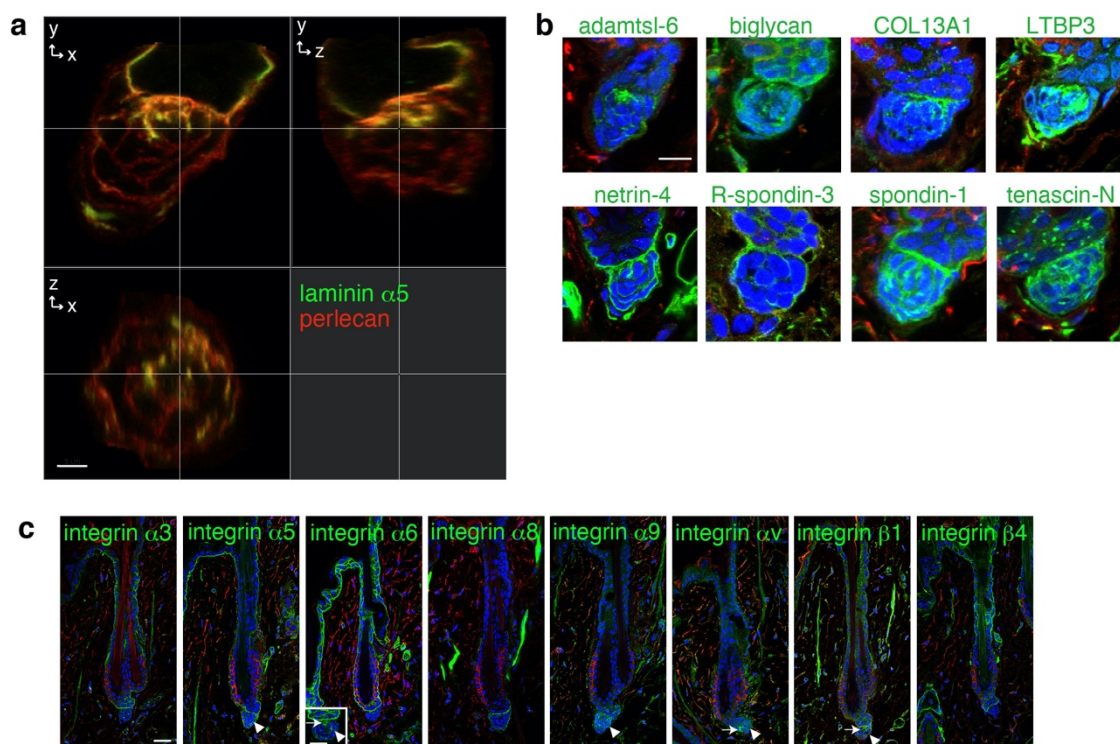 a
y
x
y
z
z
x
laminin α5
perlecan
b
adamtsl-6 biglycan COL13A1 LTBP3
netrin-4 R-spondin-3 spondin-1 tenascin-N
c
integrin α3 integrin α5 integrin α6 integrin α8 integrin α9 integrin αv integrin β1 integrin β4